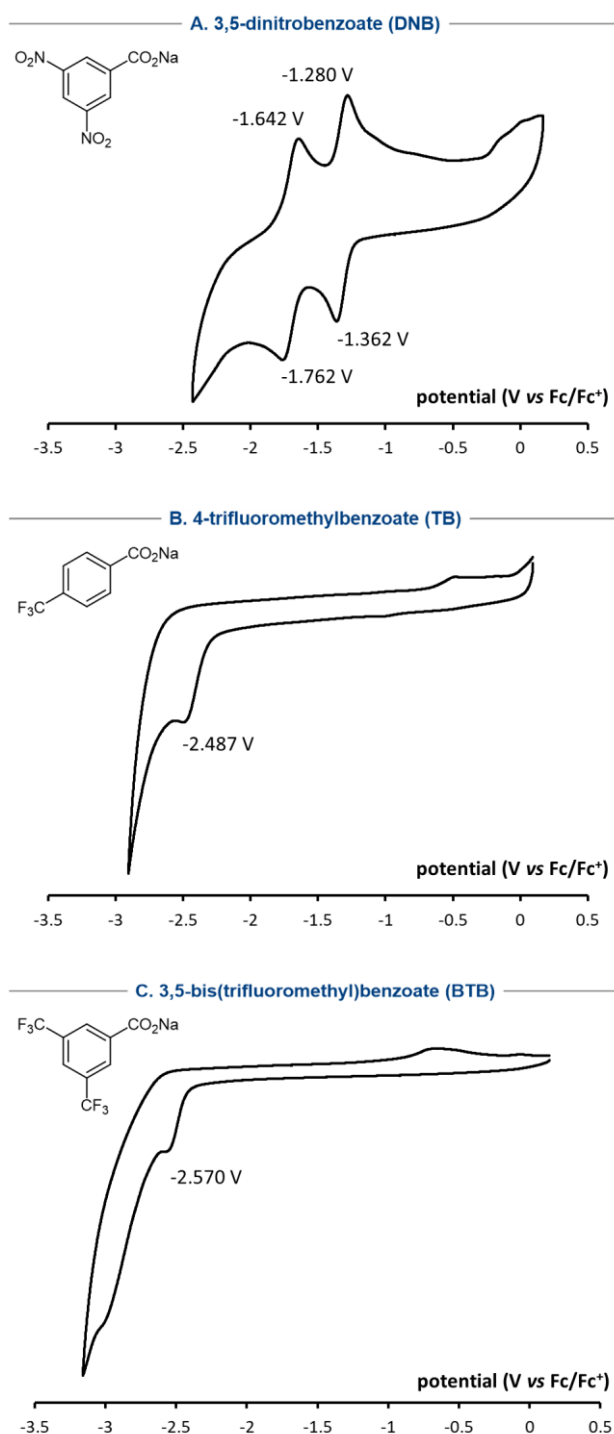 A. 3,5-dinitrobenzoate (DNB)
O₂N
CO₂Na
NO₂
-1.280 V
-1.642 V
-1.362 V
-1.762 V
potential (V vs Fc/Fc⁺)
-3.5 -3 -2.5 -2 -1.5 -1 -0.5 0 0.5
B. 4-trifluoromethylbenzoate (TB)
CO₂Na
F₃C
-2.487 V
potential (V vs Fc/Fc⁺)
-3.5 -3 -2.5 -2 -1.5 -1 -0.5 0 0.5
C. 3,5-bis(trifluoromethyl)benzoate (BTB)
F₃C
CO₂Na
CF₃
-2.570 V
potential (V vs Fc/Fc⁺)
-3.5 -3 -2.5 -2 -1.5 -1 -0.5 0 0.5